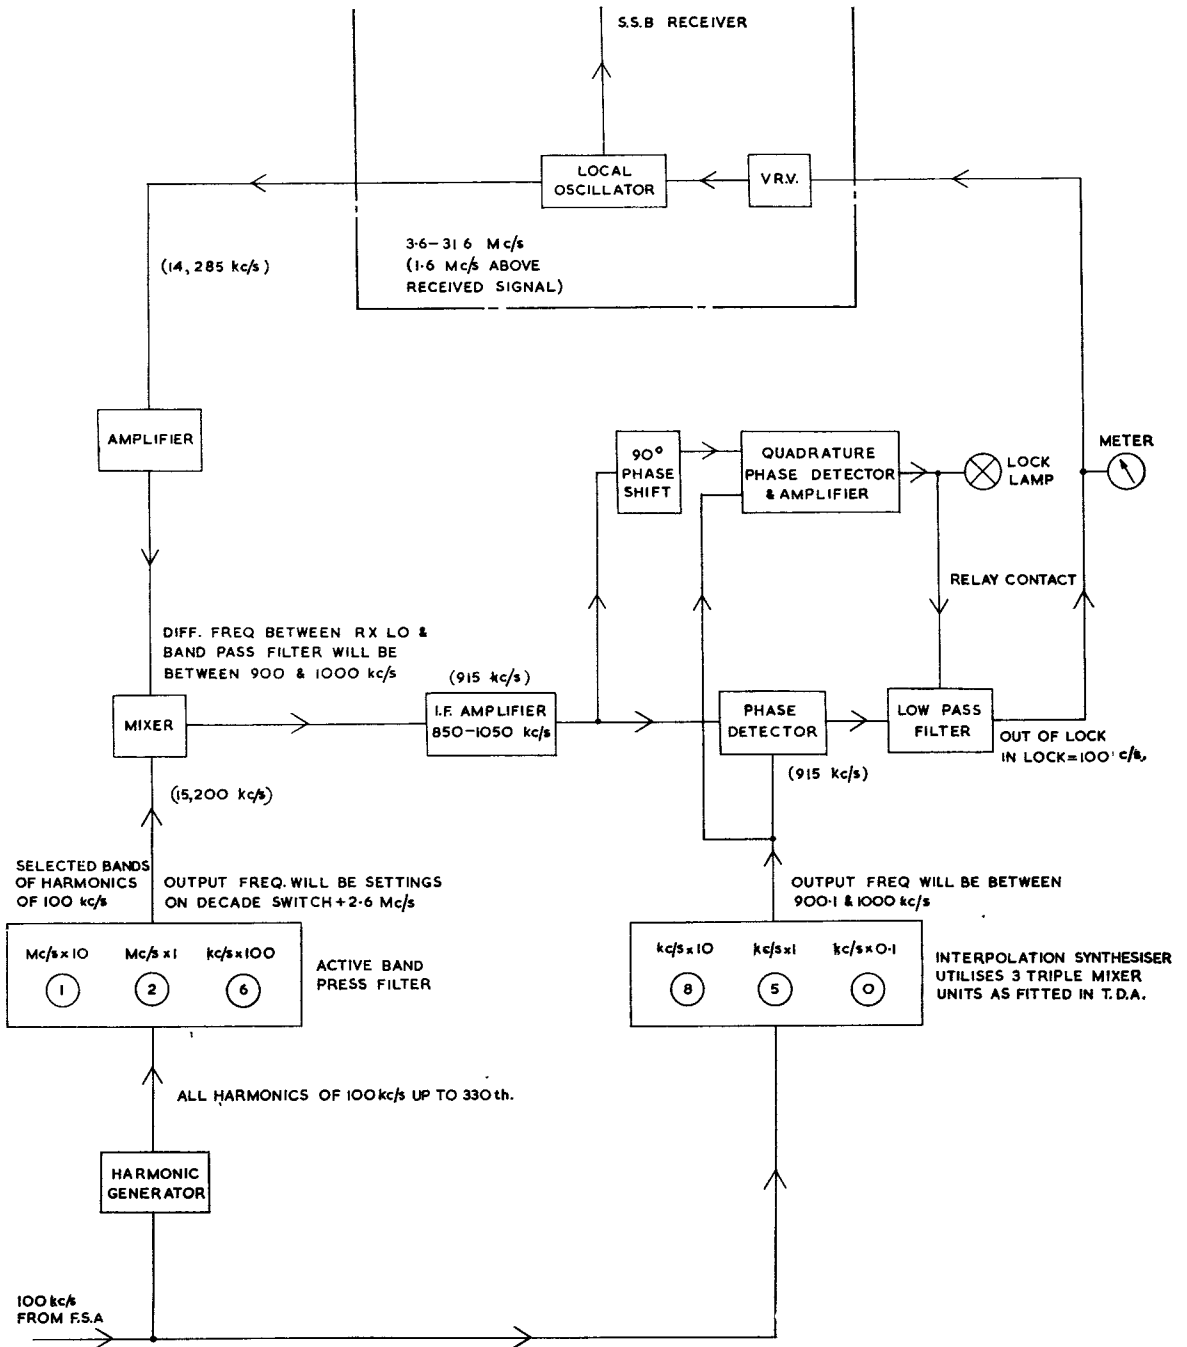 S.S.B RECEIVER
LOCAL
OSCILLATOR
V.R.V.
3·6–31 6 Mc/s
(1·6 Mc/s ABOVE
RECEIVED SIGNAL)
(14,285 kc/s)
AMPLIFIER
90°
PHASE
SHIFT
QUADRATURE
PHASE DETECTOR
& AMPLIFIER
LOCK
LAMP
METER
RELAY CONTACT
DIFF. FREQ BETWEEN RX LO &
BAND PASS FILTER WILL BE
BETWEEN 900 & 1000 kc/s
MIXER
(915 kc/s)
I.F. AMPLIFIER
850–1050 kc/s
PHASE
DETECTOR
(915 kc/s)
LOW PASS
FILTER
OUT OF LOCK
IN LOCK=100 c/s,
(15,200 kc/s)
SELECTED BANDS
OF HARMONICS
OF 100 kc/s
OUTPUT FREQ. WILL BE SETTINGS
ON DECADE SWITCH+2·6 Mc/s
OUTPUT FREQ WILL BE BETWEEN
900·1 & 1000 kc/s
Mc/s×10 Mc/s×1 kc/s×100
1 2 6
ACTIVE BAND
PRESS FILTER
kc/s×10 kc/s×1 kc/s×0·1
8 5 0
INTERPOLATION SYNTHESISER
UTILISES 3 TRIPLE MIXER
UNITS AS FITTED IN T.D.A.
ALL HARMONICS OF 100kc/s UP TO 330th.
HARMONIC
GENERATOR
100 kc/s
FROM F.S.A